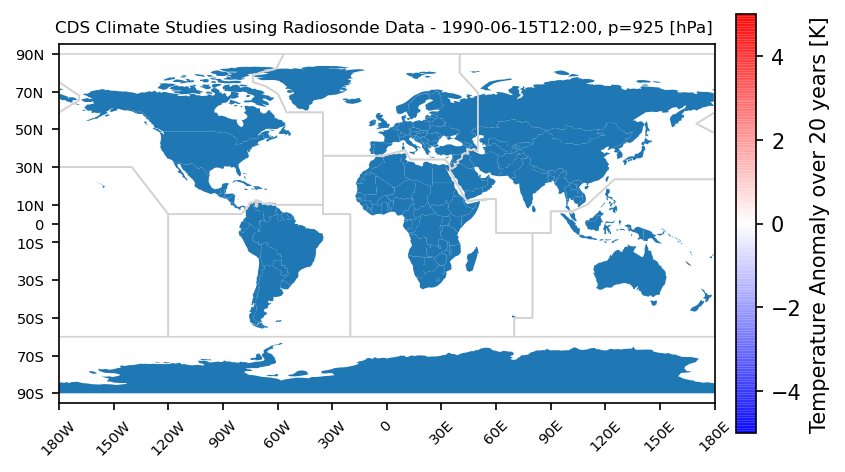 CDS Climate Studies using Radiosonde Data - 1990-06-15T12:00, p=925 [hPa]
90N
70N
50N
30N
10N
0
10S
30S
50S
70S
90S
180W
150W
120W
90W
60W
30W
0
30E
60E
90E
120E
150E
180E
4
2
0
−2
−4
Temperature Anomaly over 20 years [K]